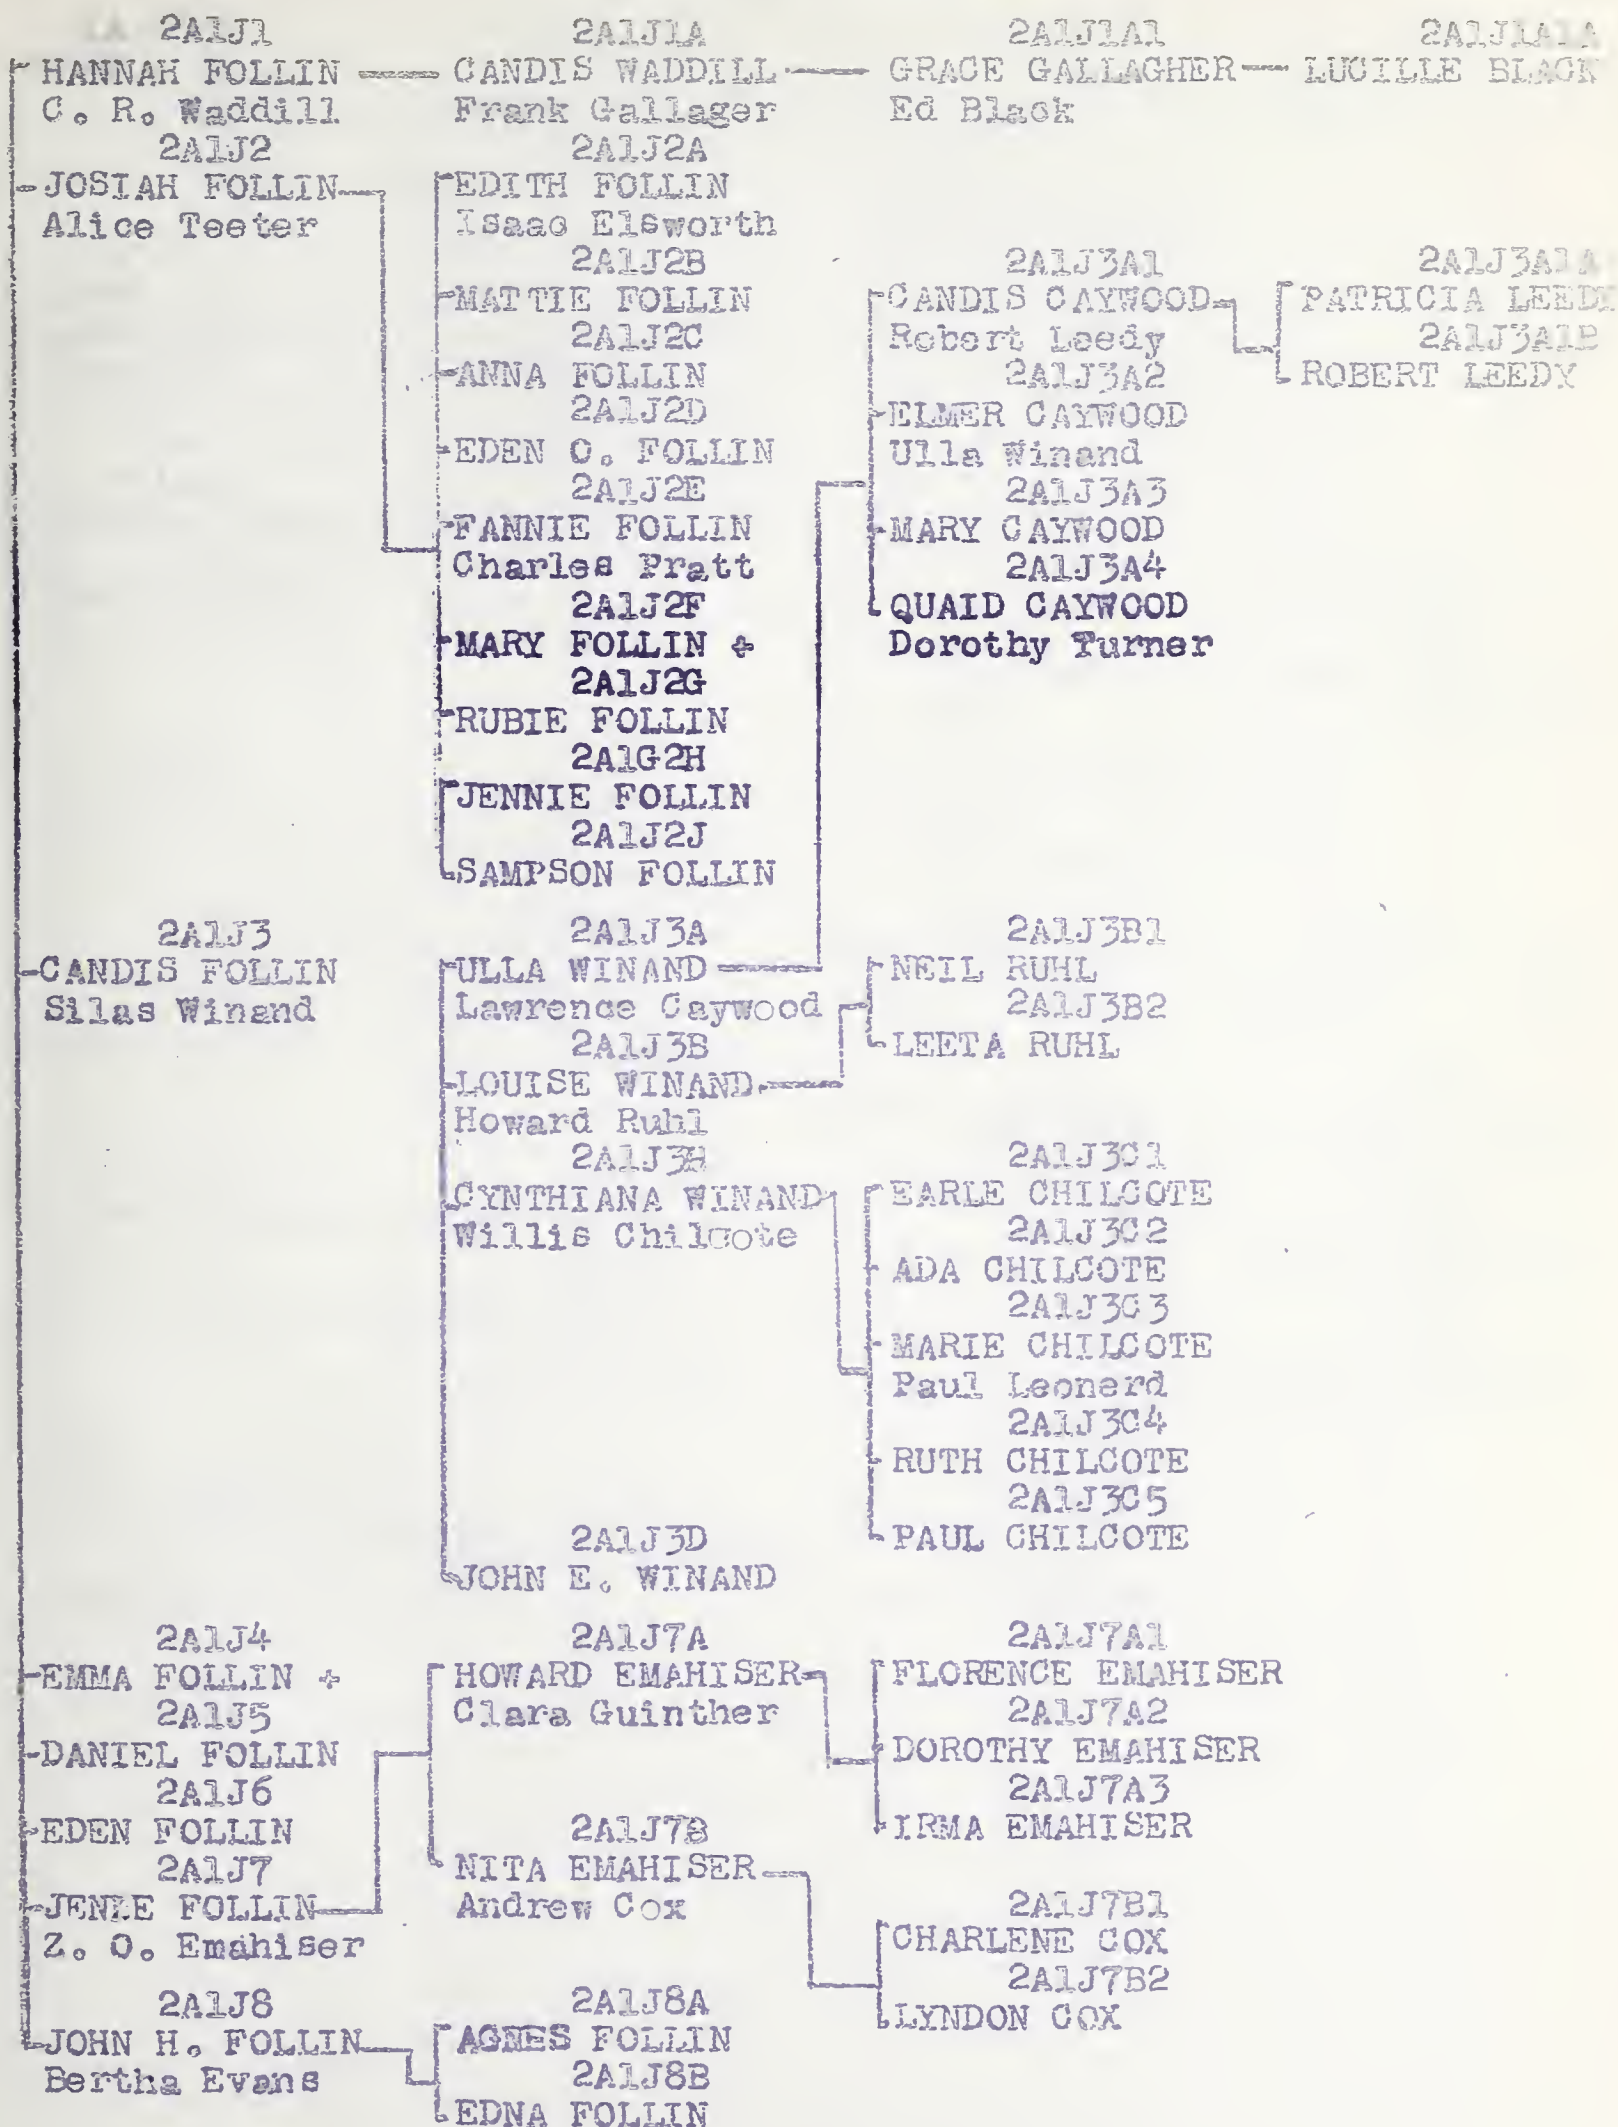 2A1J1
HANNAH FOLLIN
C. R. Waddill
2A1J2
JOSIAH FOLLIN
Alice Teeter
2A1J3
CANDIS FOLLIN
Silas Winand
2A1J4
EMMA FOLLIN +
2A1J5
DANIEL FOLLIN
2A1J6
EDEN FOLLIN
2A1J7
FOLLIN
Z. O. Emahiser
2A1J8
JOHN H. FOLLIN
Bertha Evans
2A1J1A
CANDIS WADDILL
Frank Gallager
2A1J2A
EDITH FOLLIN
Isaac Elsworth
2A1J2B
MATTIE FOLLIN
2A1J2C
ANNA FOLLIN
2A1J2D
EDEN O. FOLLIN
2A1J2E
FANNIE FOLLIN
Charles Pratt
2A1J2F
MARY FOLLIN +
2A1J2G
RUBIE FOLLIN
2A1G2H
JENNIE FOLLIN
2A1J2J
SAMPSON FOLLIN
2A1J3A
ULLA WINAND
Lawrence Caywood
2A1J3B
LOUISE WINAND
Howard Ruhl
CYNTHIANA WINAND
Willis Chilcote
2A1J3D
JOHN E. WINAND
2A1J7A
HOWARD EMAHISER
Clara Guinther
2A1J7B
NITA EMAHISER
Andrew Cox
2A1J8A
AGNES FOLLIN
2A1J8B
EDNA FOLLIN
2A1J1A1
GRACE GALLAGHER
Ed Black
2A1J3A1
CANDIS CAYWOOD
Robert Leedy
2A1J3A2
ELMER CAYWOOD
Ulla Winand
2A1J3A3
MARY CAYWOOD
2A1J3A4
QUAID CAYWOOD
Dorothy Turner
2A1J3B1
NEIL RUHL
2A1J3B2
LEETA RUHL
2A1J3C1
EARLE CHILCOTE
2A1J3C2
ADA CHILCOTE
2A1J3C3
MARIE CHILCOTE
Paul Leonerd
2A1J3C4
RUTH CHILCOTE
2A1J3C5
PAUL CHILCOTE
2A1J7A1
FLORENCE EMAHISER
2A1J7A2
DOROTHY EMAHISER
2A1J7A3
IRMA EMAHISER
2A1J7B1
CHARLENE COX
2A1J7B2
LYNDON COX
2A1J1A1A
LUCILLE BLACK
2A1J3A1A
PATRICIA LEEDY
2A1J3A1B
ROBERT LEEDY